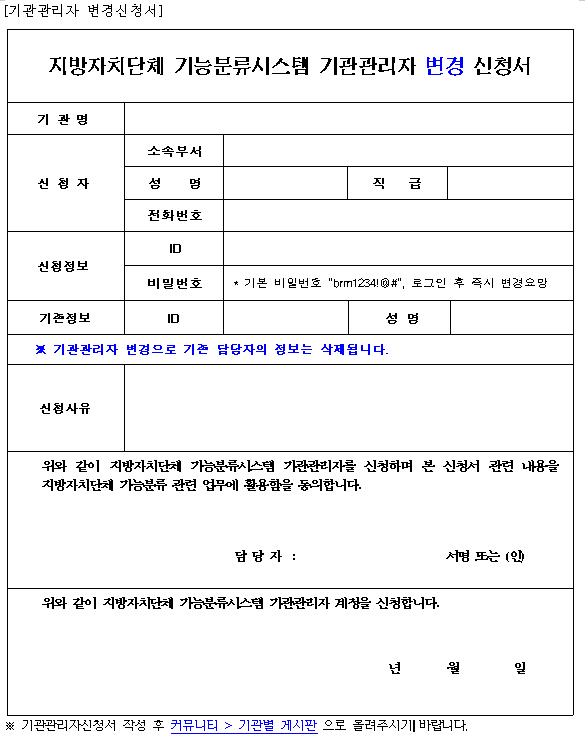 [기관관리자 변경신청서]
지방자치단체 기능분류시스템 기관관리자 변경 신청서
기 관 명
신 청 자
소속부서
성 명
직 급
전화번호
신청정보
ID
비밀번호
* 기본 비밀번호 "brm1234!@#", 로그인 후 즉시 변경요망
기존정보
ID
성 명
※ 기관관리자 변경으로 기존 담당자의 정보는 삭제됩니다.
신청사유
위와 같이 지방자치단체 기능분류시스템 기관관리자를 신청하며 본 신청서 관련 내용을
지방자치단체 기능분류 관련 업무에 활용함을 동의합니다.
담 당 자 : 서명 또는 (인)
위와 같이 지방자치단체 기능분류시스템 기관관리자 계정을 신청합니다.
년 월 일
※ 기관관리자신청서 작성 후 커뮤니티 > 기관별 게시판 으로 올려주시기 바랍니다.